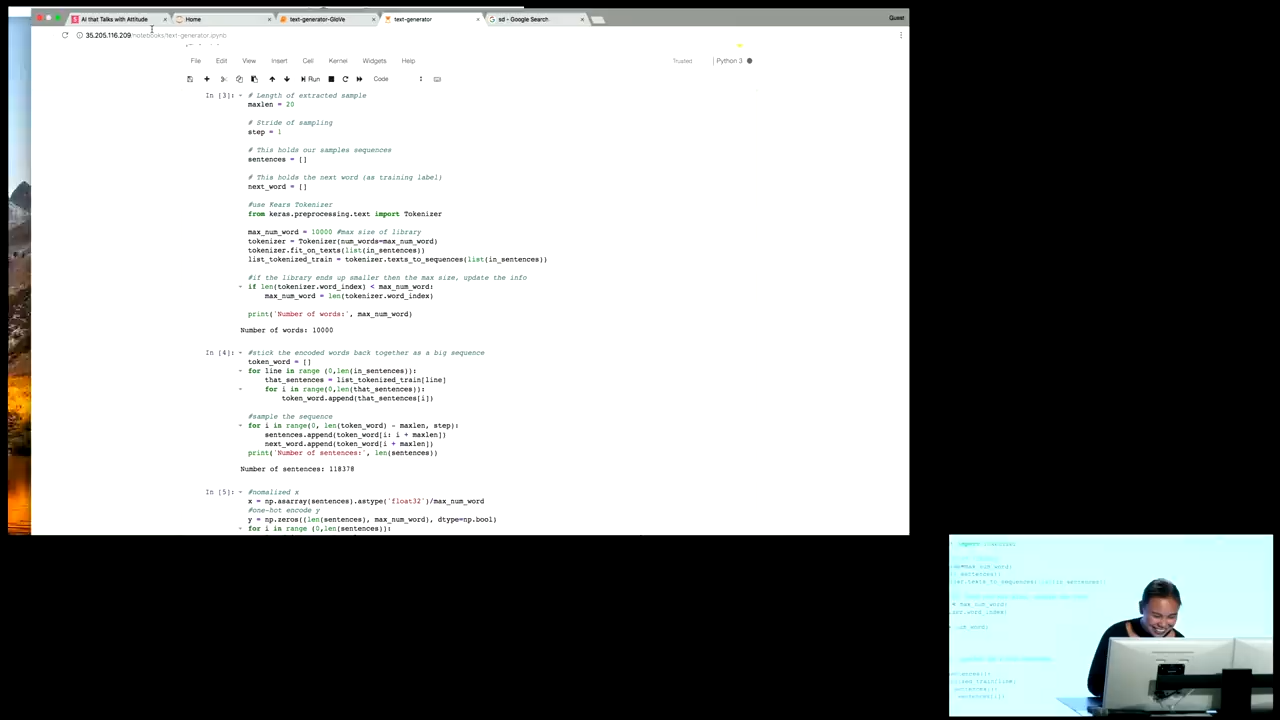 AI that Talks with Attitude
Home
text-generator-GloVe
text-generator
sd - Google Search
Guest
35.205.116.209/notebooks/text-generator.ipynb
File Edit View Insert Cell Kernel Widgets Help
Trusted
Python 3
Run
Code
In [3]:
# Length of extracted sample
maxlen = 20
# Stride of sampling
step = 1
# This holds our samples sequences
sentences = []
# This holds the next word (as training label)
next_word = []
#use Kears Tokenizer
from keras.preprocessing.text import Tokenizer
max_num_word = 10000 #max size of library
tokenizer = Tokenizer(num_words=max_num_word)
tokenizer.fit_on_texts(list(in_sentences))
list_tokenized_train = tokenizer.texts_to_sequences(list(in_sentences))
#if the library ends up smaller then the max size, update the info
if len(tokenizer.word_index) < max_num_word:
max_num_word = len(tokenizer.word_index)
print('Number of words:', max_num_word)
Number of words: 10000
In [4]:
#stick the encoded words back together as a big sequence
token_word = []
for line in range (0,len(in_sentences)):
that_sentences = list_tokenized_train[line]
for i in range(0,len(that_sentences)):
token_word.append(that_sentences[i])
#sample the sequence
for i in range(0, len(token_word) - maxlen, step):
sentences.append(token_word[i: i + maxlen])
next_word.append(token_word[i + maxlen])
print('Number of sentences:', len(sentences))
Number of sentences: 118378
In [5]:
#nomalized x
x = np.asarray(sentences).astype('float32')/max_num_word
#one-hot encode y
y = np.zeros((len(sentences), max_num_word), dtype=np.bool)
for i in range (0,len(sentences)):